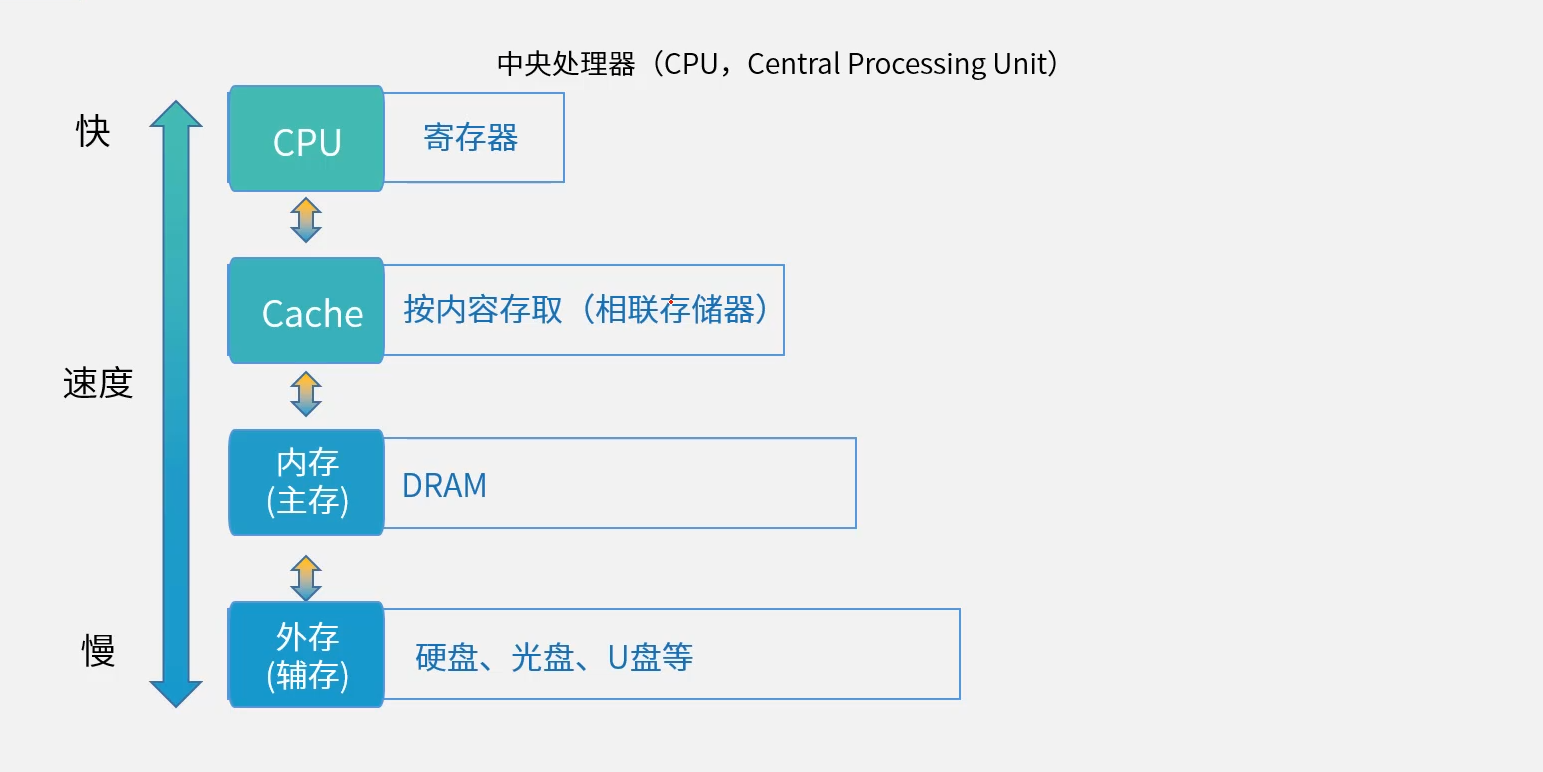 中央处理器（CPU，Central Processing Unit）
快
CPU
寄存器
Cache
按内容存取（相联存储器）
速度
内存
(主存)
DRAM
慢
外存
(辅存)
硬盘、光盘、U盘等